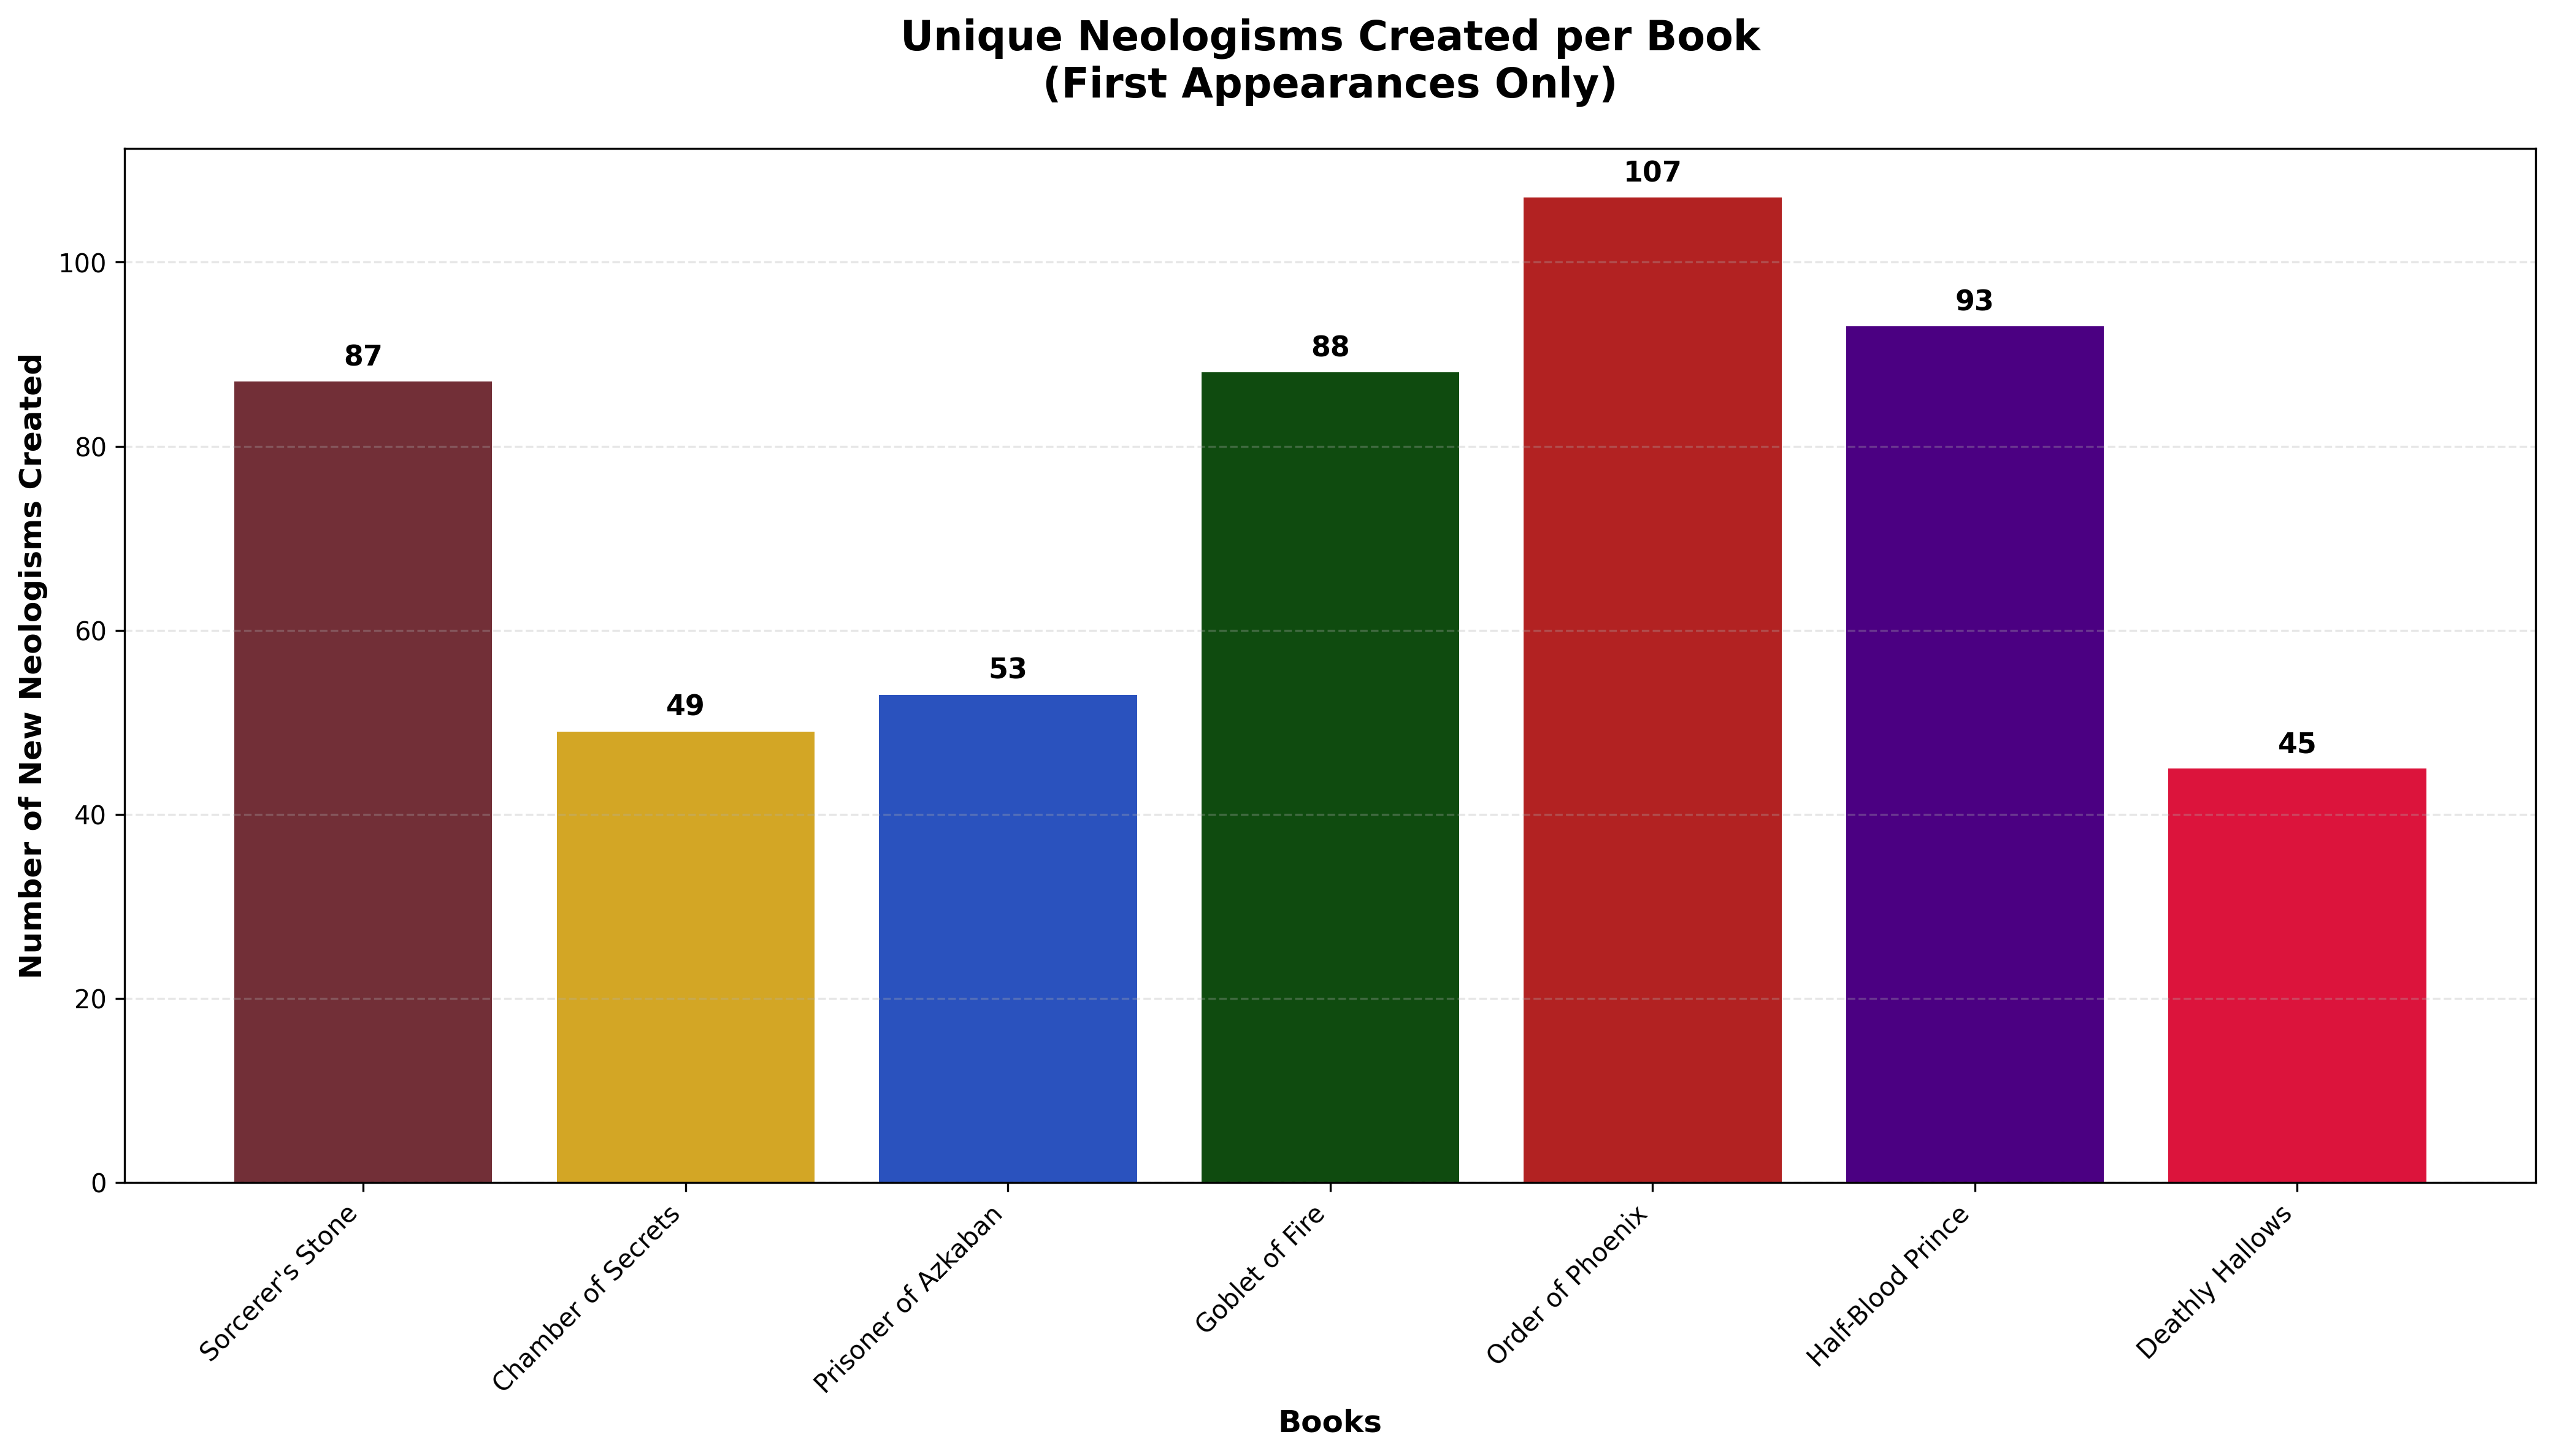 Unique Neologisms Created per Book
(First Appearances Only)
Number of New Neologisms Created
100
80
60
40
20
0
87
49
53
88
107
93
45
Sorcerer's Stone
Chamber of Secrets
Prisoner of Azkaban
Goblet of Fire
Order of Phoenix
Half-Blood Prince
Deathly Hallows
Books